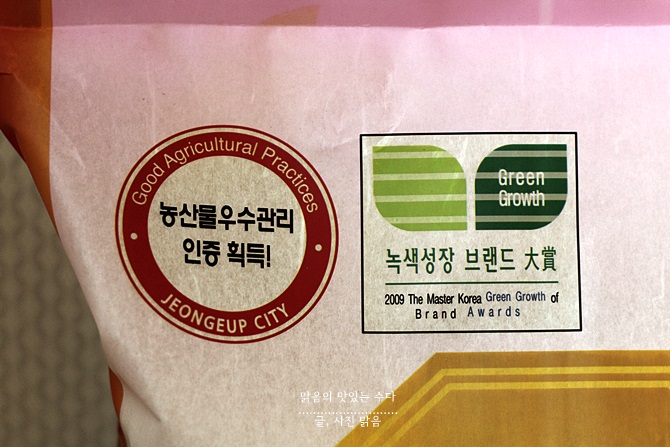 Good Agricultural Practices
농산물우수관리
인증 획득!
JEONGEUP CITY
Green
Growth
녹색성장 브랜드 大賞
2009 The Master Korea Green Growth of
Brand Awards
맑음의 맛있는 수다
글, 사진 맑음